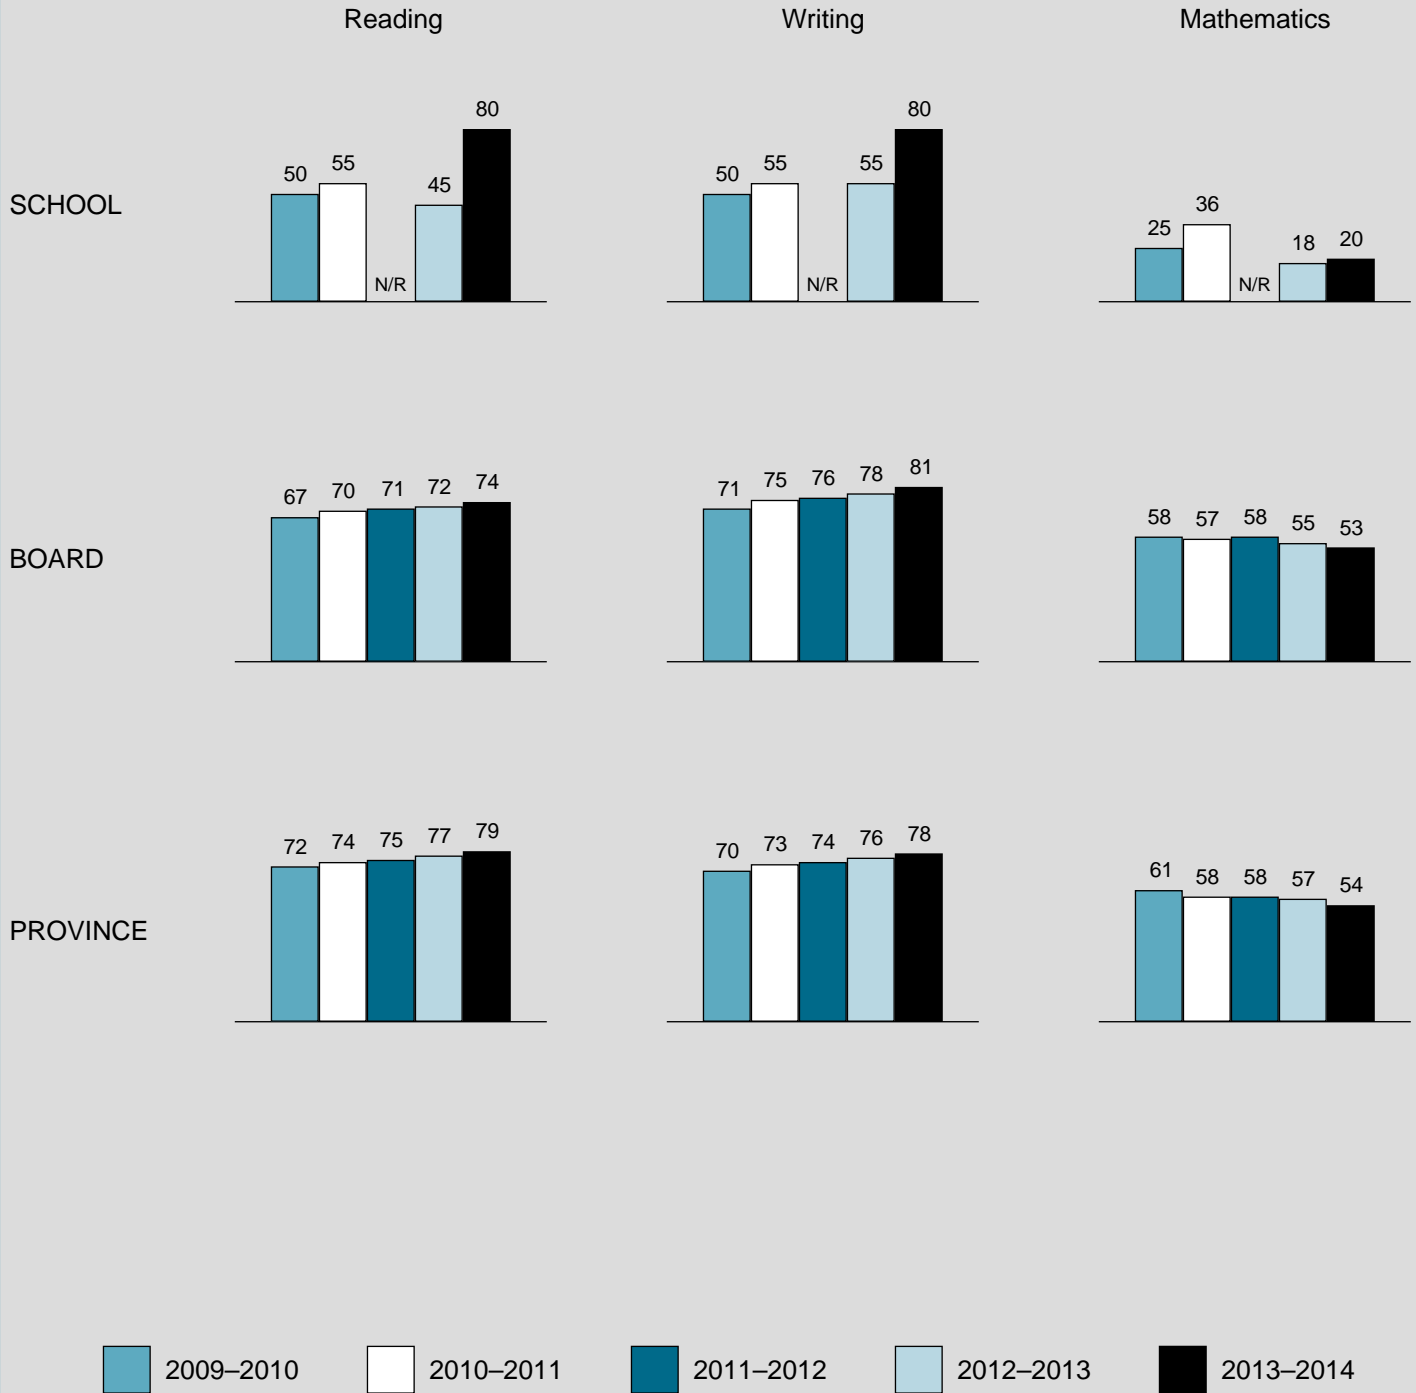 Reading Writing Mathematics
SCHOOL
50 55 N/R 45 80
50 55 N/R 55 80
25 36 N/R 18 20
BOARD
67 70 71 72 74
71 75 76 78 81
58 57 58 55 53
PROVINCE
72 74 75 77 79
70 73 74 76 78
61 58 58 57 54
2009–2010 2010–2011 2011–2012 2012–2013 2013–2014